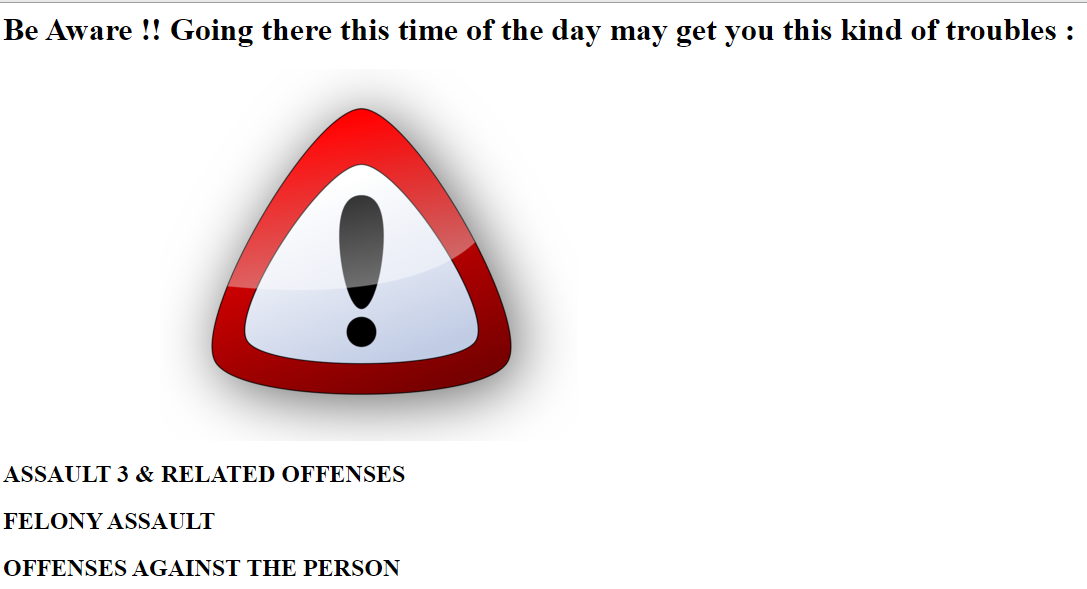 Be Aware !! Going there this time of the day may get you this kind of troubles :
ASSAULT 3 & RELATED OFFENSES
FELONY ASSAULT
OFFENSES AGAINST THE PERSON